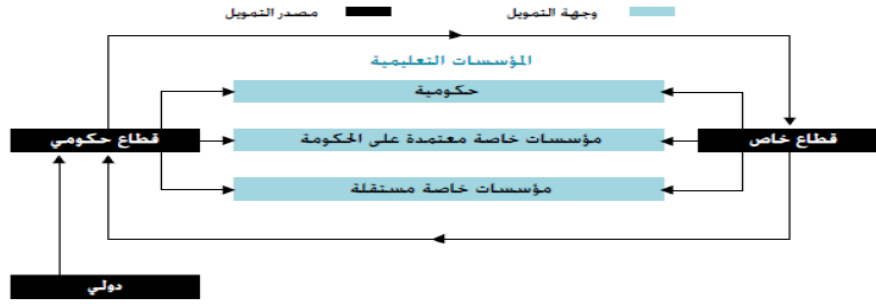 وجهة التمويل
مصدر التمويل
المؤسسات التعليمية
حكومية
قطاع خاص
مؤسسات خاصة معتمدة على الحكومة
قطاع حكومي
مؤسسات خاصة مستقلة
دولي